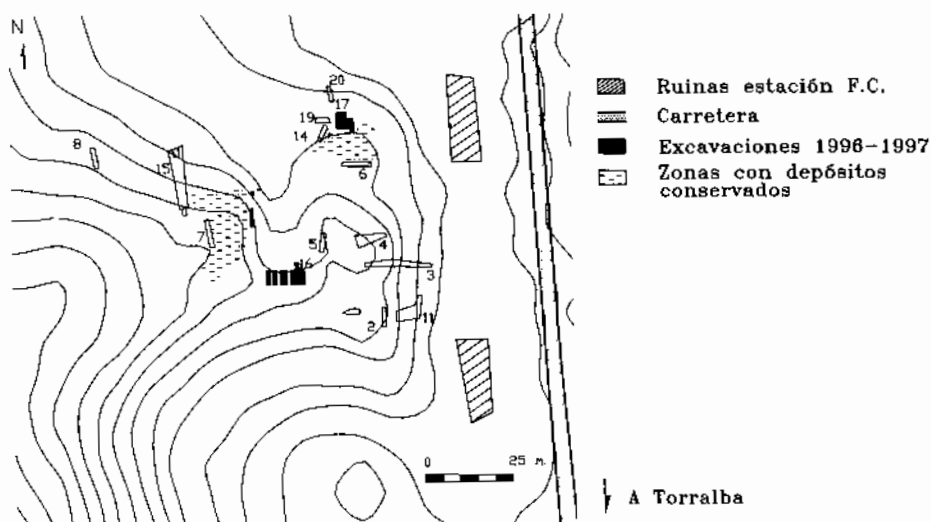 N
20
17
19
14
8
15
6
7
5
4
16
3
2
11
0 25 m.
Ruinas estación F.C.
Carretera
Excavaciones 1996-1997
Zonas con depósitos
conservados
A Torralba